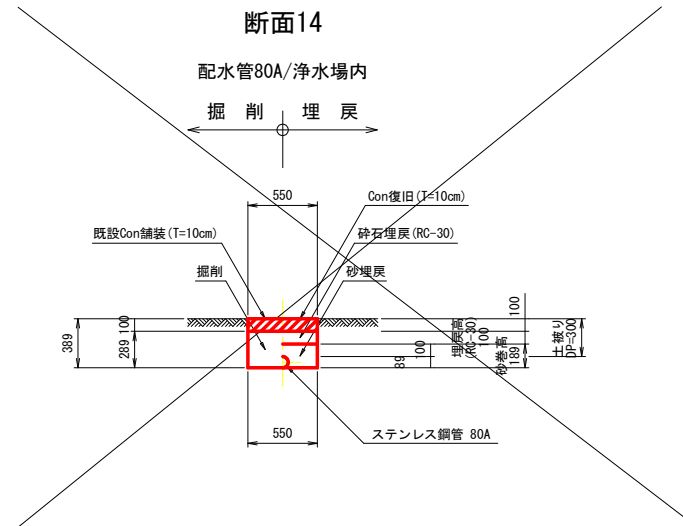 断面14
配水管80A/浄水場内
掘 削 埋 戻
550
Con復旧(T=10cm)
既設Con舗装(T=10cm)
砕石埋戻(RC-30)
掘削
砂埋戻
389
100
289
100
89
埋戻高
(RC-30)
100
砂巻高
189
100
土被り
DP=300
550
ステンレス鋼管 80A